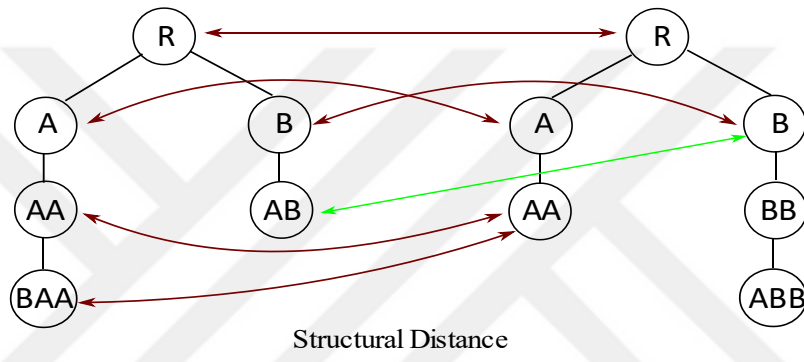 R R
A B A B
AA AB AA BB
BAA ABB
Structural Distance